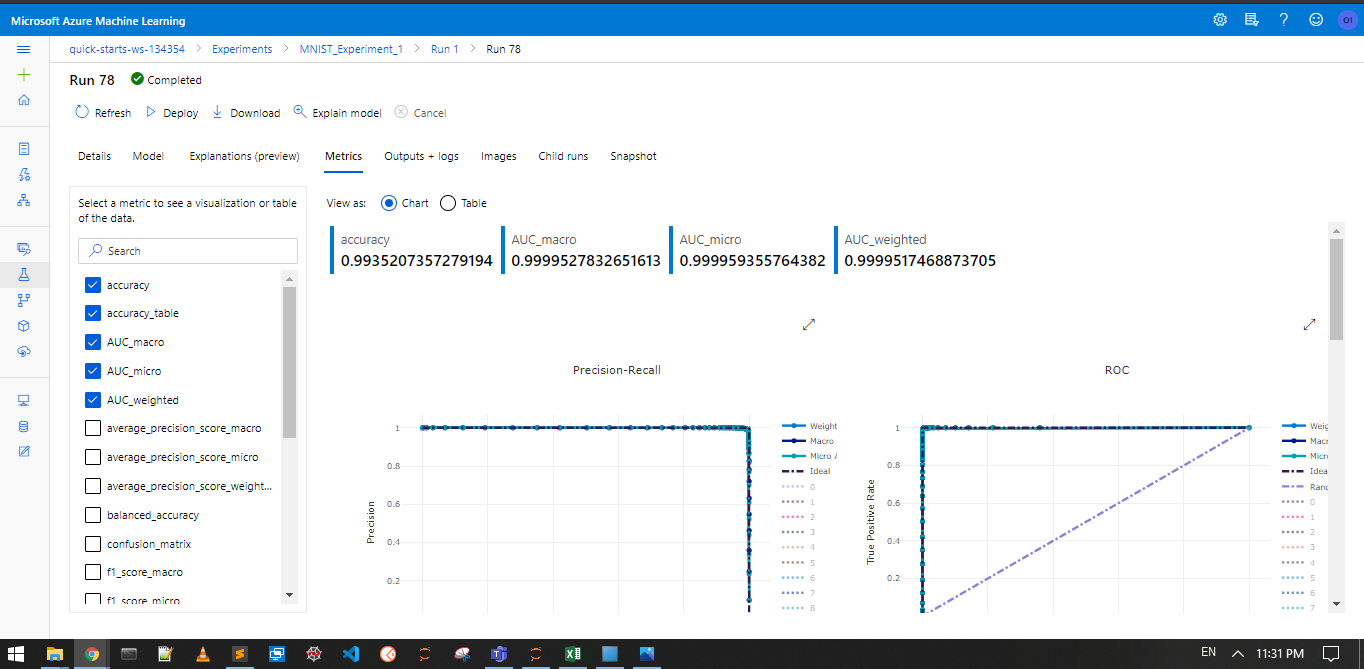 Microsoft Azure Machine Learning
O1
quick-starts-ws-134354 > Experiments > MNIST_Experiment_1 > Run 1 > Run 78
Run 78 Completed
Refresh Deploy Download Explain model Cancel
Details Model Explanations (preview) Metrics Outputs + logs Images Child runs Snapshot
Select a metric to see a visualization or table
of the data.
Search
accuracy
accuracy_table
AUC_macro
AUC_micro
AUC_weighted
average_precision_score_macro
average_precision_score_micro
average_precision_score_weight...
balanced_accuracy
confusion_matrix
f1_score_macro
f1_score_micro
View as: Chart Table
accuracy AUC_macro AUC_micro AUC_weighted
0.9935207357279194 0.9999527832651613 0.999959355764382 0.9999517468873705
Precision-Recall
1
0.8
0.6
0.4
0.2
Precision
Weight
Macro
Micro
Ideal
0
1
2
3
4
5
6
7
8
ROC
1
0.8
0.6
0.4
0.2
True Positive Rate
Weig
Macr
Micro
Idea
Rand
0
1
2
3
4
5
6
7
EN 11:31 PM